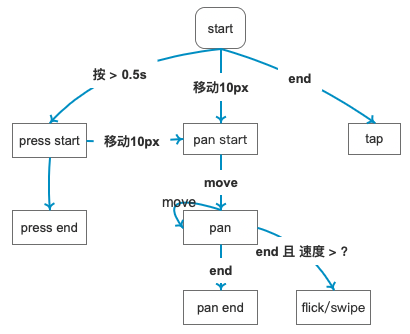 start
按 > 0.5s
end
移动10px
press start
移动10px
pan start
tap
move
move
press end
pan
end 且 速度 > ?
end
pan end
flick/swipe